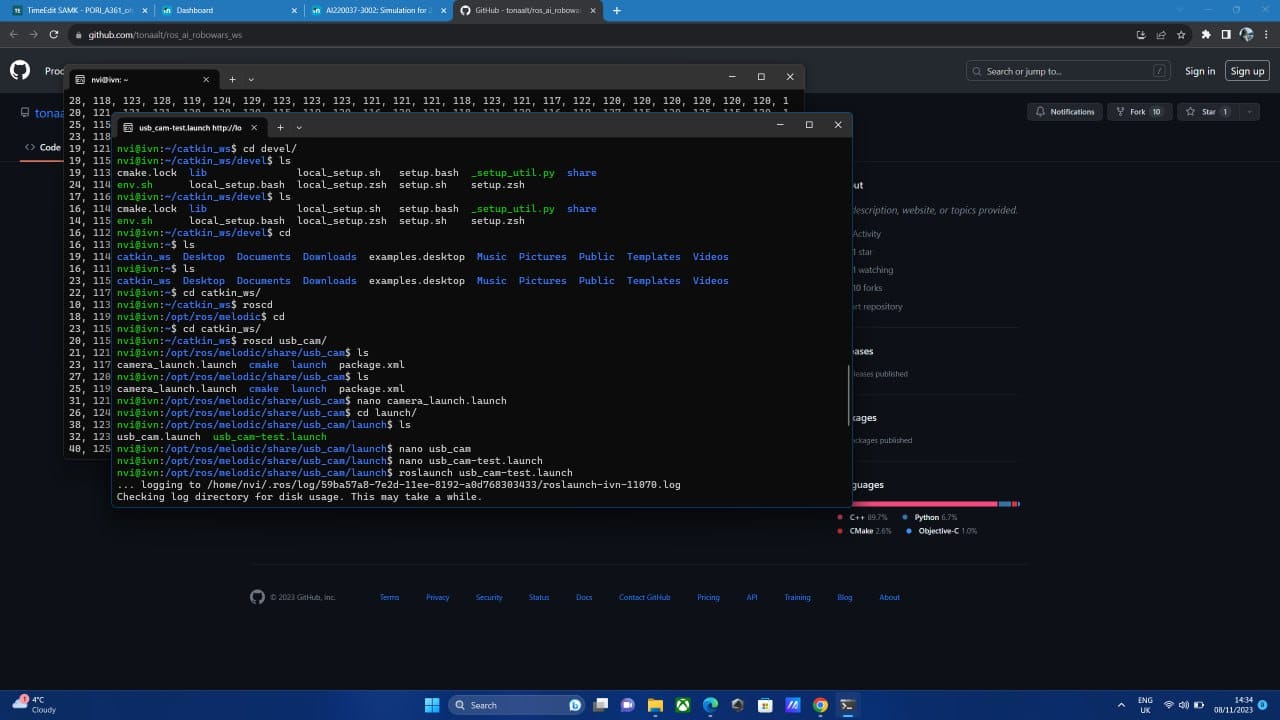 TimeEdit SAMK - PORI_A361_oh
Dashboard
AI220037-3002: Simulation for
GitHub - tonaalt/ros_ai_robowars
github.com/tonaalt/ros_ai_robowars_ws
Search or jump to...
/
Sign in
Sign up
nvi@ivn: ~
28, 118, 123, 128, 119, 124, 129, 123, 123, 123, 121, 121, 121, 118, 123, 121, 117, 122, 120, 120, 120, 120, 120, 120, 1
Notifications
Fork 10
Star 1
<> Code
usb_cam-test.launch http://lo
20, 121
25, 115
23, 118
19, 121
19, 115
19, 113
24, 114
17, 116
16, 114
14, 115
16, 112
16, 113
19, 114
16, 111
23, 115
22, 117
10, 113
18, 119
23, 115
20, 115
21, 121
23, 117
27, 120
25, 119
31, 121
26, 124
38, 123
32, 123
40, 125
nvi@ivn:~/catkin_ws$ cd devel/
nvi@ivn:~/catkin_ws/devel$ ls
cmake.lock lib local_setup.sh setup.bash _setup_util.py share
env.sh local_setup.bash local_setup.zsh setup.sh setup.zsh
nvi@ivn:~/catkin_ws/devel$ ls
cmake.lock lib local_setup.sh setup.bash _setup_util.py share
env.sh local_setup.bash local_setup.zsh setup.sh setup.zsh
nvi@ivn:~/catkin_ws/devel$ cd
nvi@ivn:~$ ls
catkin_ws Desktop Documents Downloads examples.desktop Music Pictures Public Templates Videos
nvi@ivn:~$ ls
catkin_ws Desktop Documents Downloads examples.desktop Music Pictures Public Templates Videos
nvi@ivn:~$ cd catkin_ws/
nvi@ivn:~/catkin_ws$ roscd
nvi@ivn:/opt/ros/melodic$ cd
nvi@ivn:~$ cd catkin_ws/
nvi@ivn:~/catkin_ws$ roscd usb_cam/
nvi@ivn:/opt/ros/melodic/share/usb_cam$ ls
camera_launch.launch cmake launch package.xml
nvi@ivn:/opt/ros/melodic/share/usb_cam$ ls
camera_launch.launch cmake launch package.xml
nvi@ivn:/opt/ros/melodic/share/usb_cam$ nano camera_launch.launch
nvi@ivn:/opt/ros/melodic/share/usb_cam$ cd launch/
nvi@ivn:/opt/ros/melodic/share/usb_cam/launch$ ls
usb_cam.launch usb_cam-test.launch
nvi@ivn:/opt/ros/melodic/share/usb_cam/launch$ nano usb_cam
nvi@ivn:/opt/ros/melodic/share/usb_cam/launch$ nano usb_cam-test.launch
nvi@ivn:/opt/ros/melodic/share/usb_cam/launch$ roslaunch usb_cam-test.launch
... logging to /home/nvi/.ros/log/59ba57a8-7e2d-11ee-8192-a0d768303433/roslaunch-ivn-11070.log
Checking log directory for disk usage. This may take a while.
description, website, or topics provided.
Activity
1 star
1 watching
10 forks
ort repository
eases
eleases published
kages
ackages published
guages
C++ 89.7%
Python 6.7%
CMake 2.6%
Objective-C 1.0%
© 2023 GitHub, Inc.
Terms
Privacy
Security
Status
Docs
Contact GitHub
Pricing
API
Training
Blog
About
4°C
Cloudy
Search
ENG
UK
14:34
08/11/2023